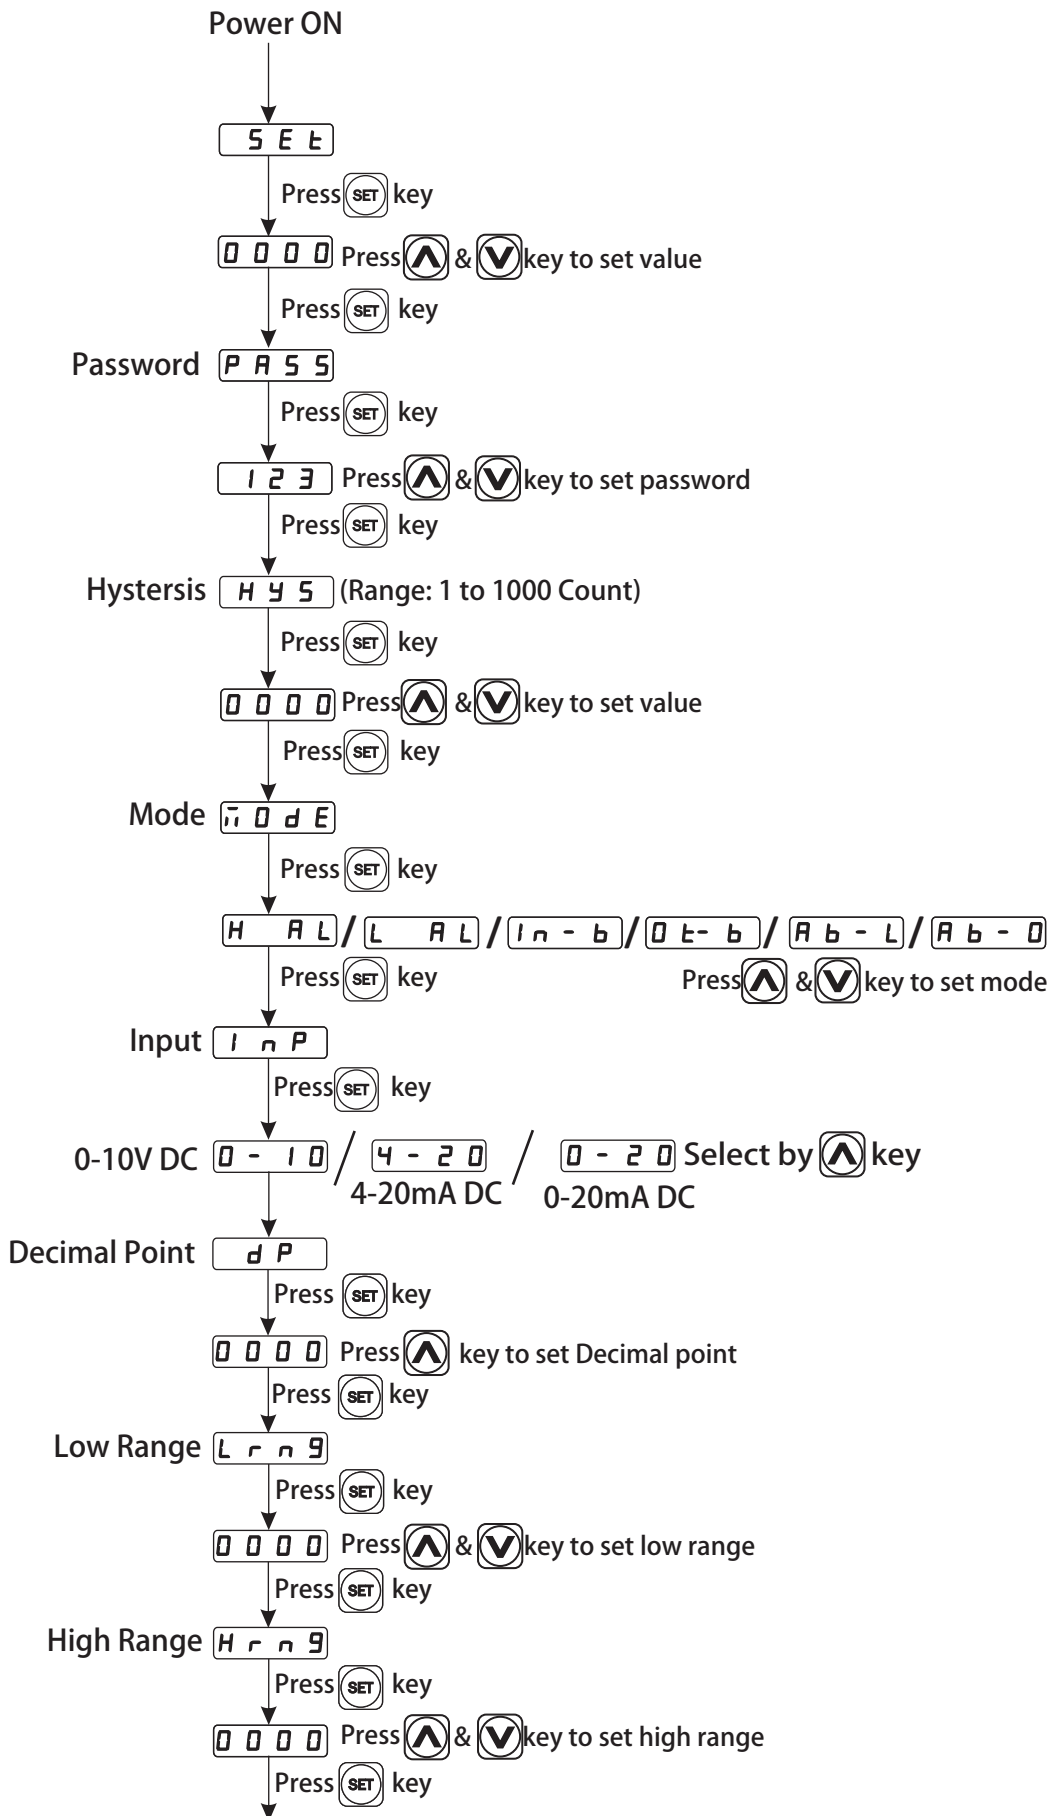 Power ON
SEt
Press SET key
0000 Press & key to set value
Press SET key
Password PASS
Press SET key
123 Press & key to set password
Press SET key
Hystersis HYS (Range: 1 to 1000 Count)
Press SET key
0000 Press & key to set value
Press SET key
Mode n0dE
Press SET key
H AL / L AL / In-b / 0t-b / Ab-L / Ab-0
Press SET key Press & key to set mode
Input InP
Press SET key
0-10V DC 0-10 / 4-20 / 0-20 Select by key
4-20mA DC 0-20mA DC
Decimal Point dP
Press SET key
0000 Press key to set Decimal point
Press SET key
Low Range Lrng
Press SET key
0000 Press & key to set low range
Press SET key
High Range Hrng
Press SET key
0000 Press & key to set high range
Press SET key